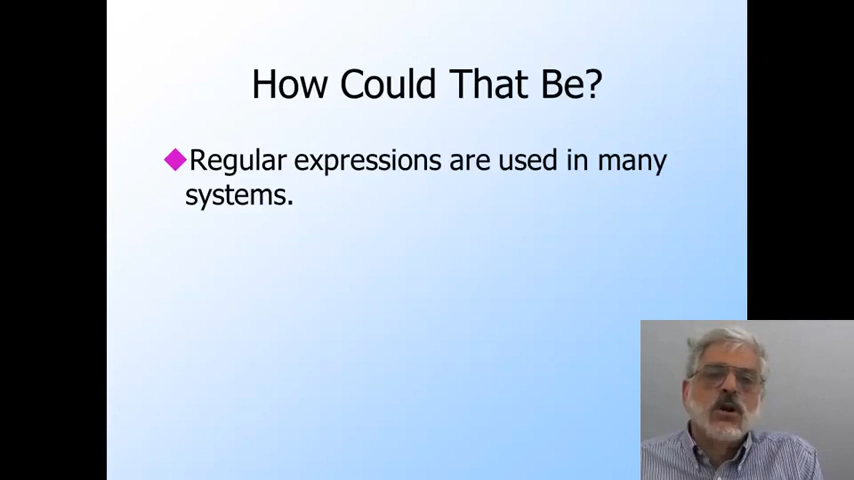 How Could That Be?
Regular expressions are used in many
systems.